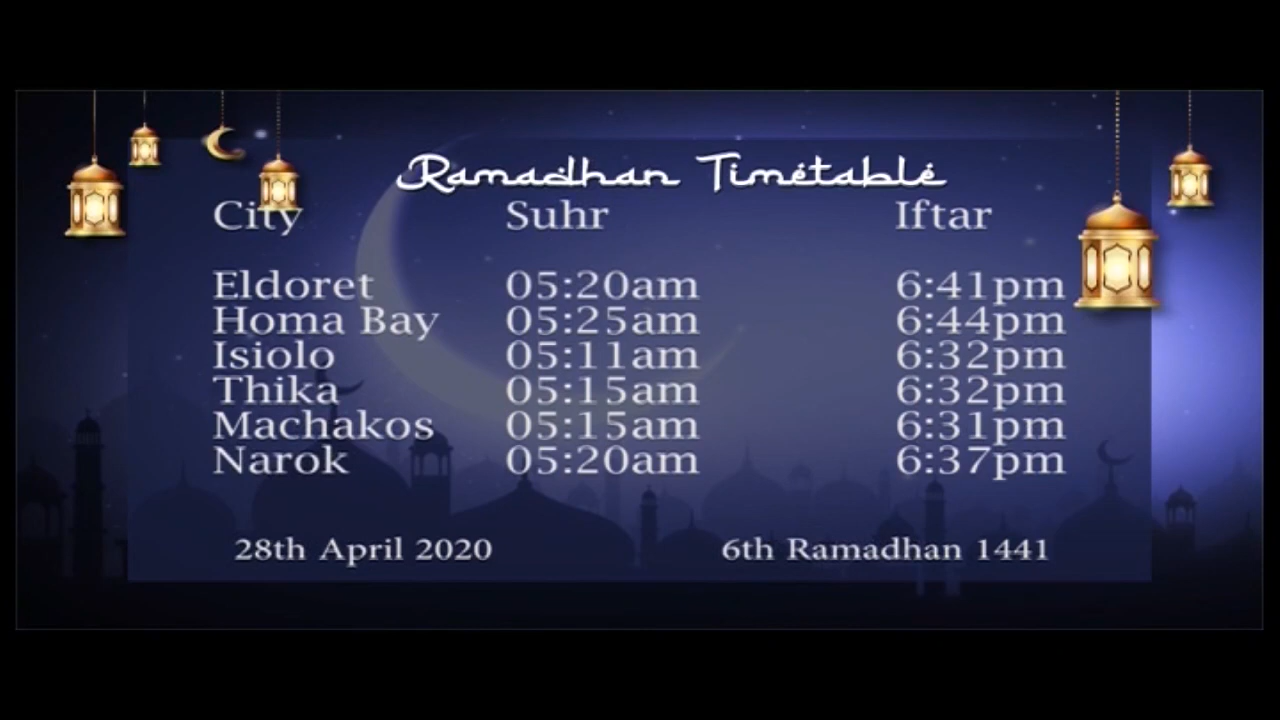 Ramadhan Timetable
City Suhr Iftar
Eldoret 05:20am 6:41pm
Homa Bay 05:25am 6:44pm
Isiolo 05:11am 6:32pm
Thika 05:15am 6:32pm
Machakos 05:15am 6:31pm
Narok 05:20am 6:37pm
28th April 2020 6th Ramadhan 1441